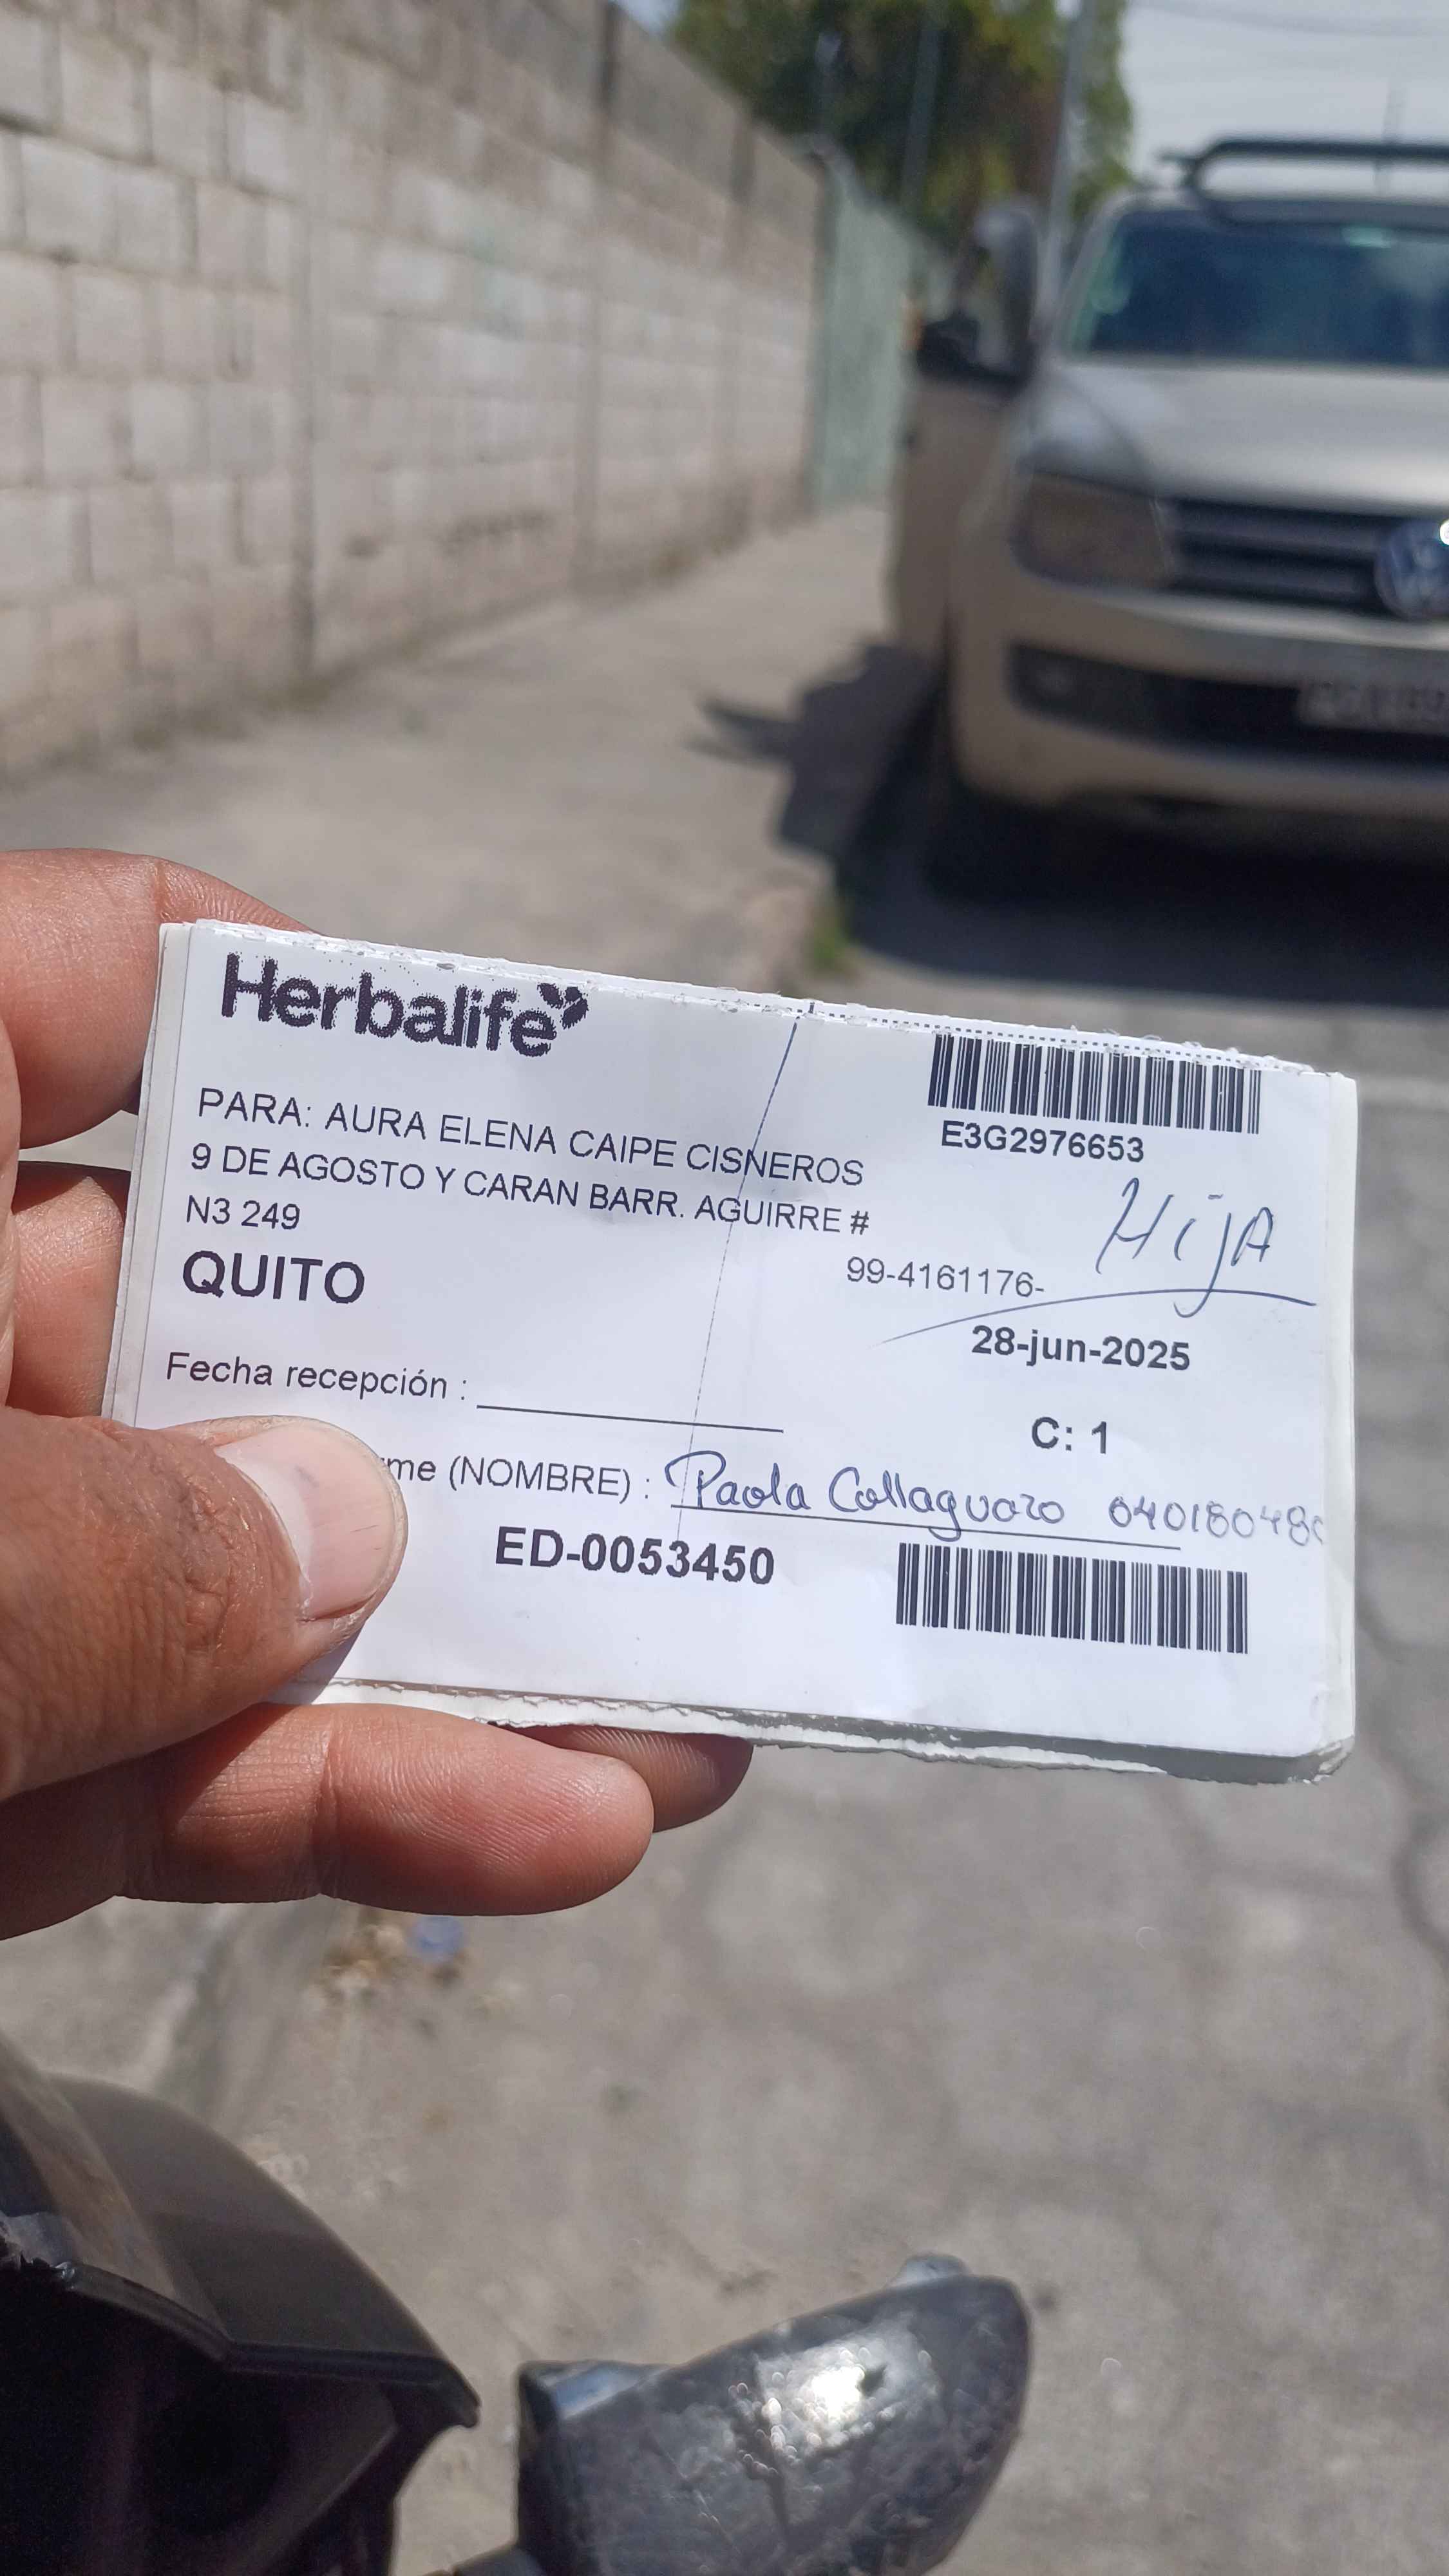 Herbalife
E3G2976653
PARA: AURA ELENA CAIPE CISNEROS
9 DE AGOSTO Y CARAN BARR. AGUIRRE #
N3 249
Hija
99-4161176-
QUITO
28-jun-2025
Fecha recepción :
C: 1
me (NOMBRE) : Paola Collaguazo
ED-0053450